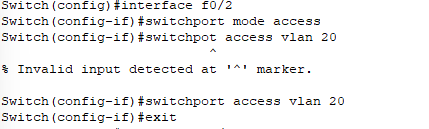 Switch(config)#interface f0/2
Switch(config-if)#switchport mode access
Switch(config-if)#switchpot access vlan 20
^
% Invalid input detected at '^' marker.
Switch(config-if)#switchport access vlan 20
Switch(config-if)#exit